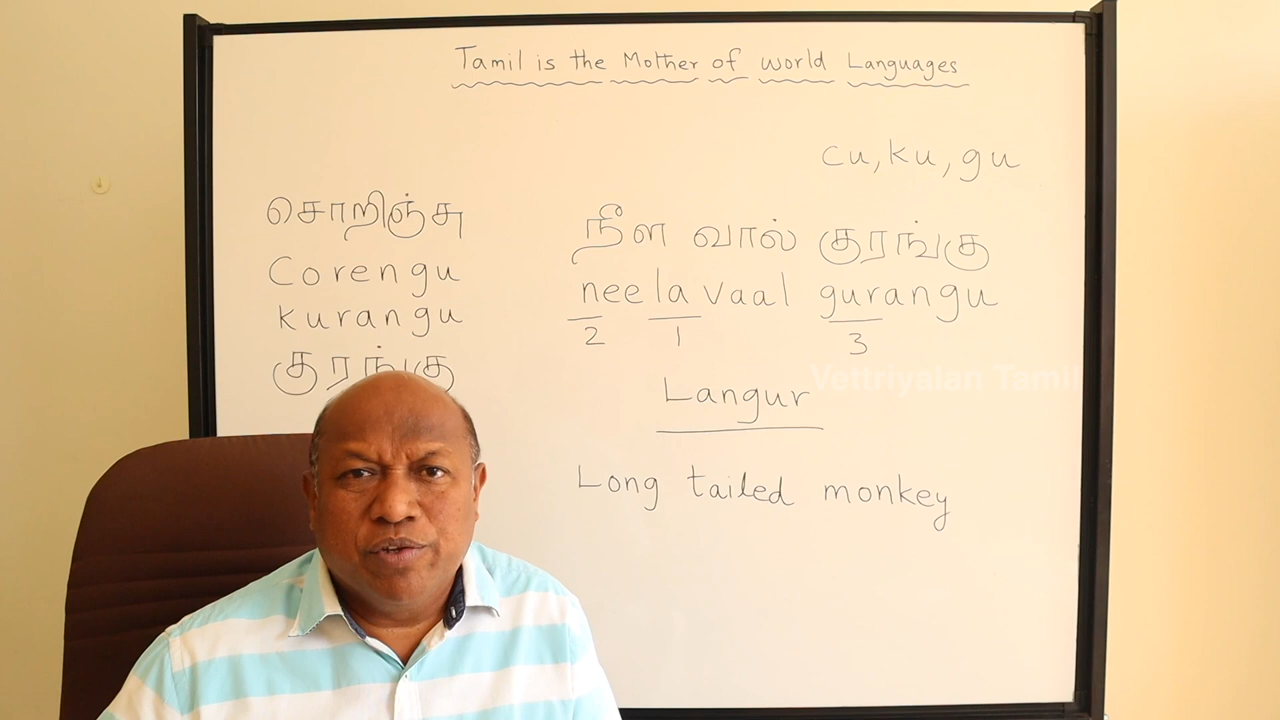 Tamil is the Mother of world Languages
cu, ku, gu
சொறிஞ்சு
Corengu
kurangu
குரங்கு
நீள வால் குரங்கு
neela vaal gurangu
2 1 3
Langur
Long tailed monkey
Vettriyalan Tamil